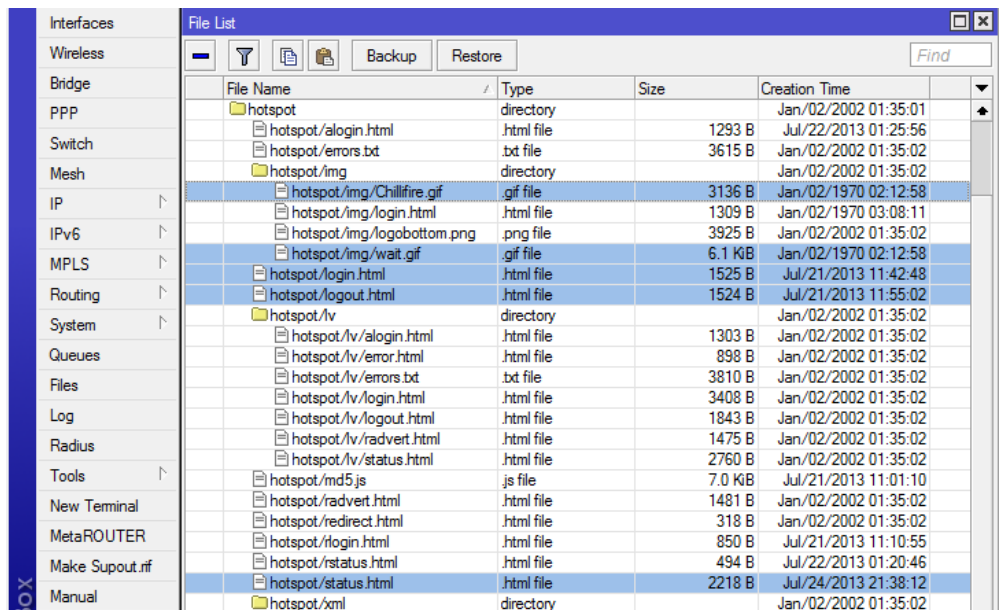 Interfaces
Wireless
Bridge
PPP
Switch
Mesh
IP
IPv6
MPLS
Routing
System
Queues
Files
Log
Radius
Tools
New Terminal
MetaROUTER
Make Supout.rif
Manual
File List
Backup Restore Find
File Name Type Size Creation Time
hotspot directory Jan/02/2002 01:35:01
hotspot/alogin.html .html file 1293 B Jul/22/2013 01:25:56
hotspot/errors.txt .txt file 3615 B Jan/02/2002 01:35:02
hotspot/img directory Jan/02/2002 01:35:02
hotspot/img/Chillifire.gif .gif file 3136 B Jan/02/1970 02:12:58
hotspot/img/login.html .html file 1309 B Jan/02/1970 03:08:11
hotspot/img/logobottom.png .png file 3925 B Jan/02/2002 01:35:02
hotspot/img/wait.gif .gif file 6.1 KiB Jan/02/1970 02:12:58
hotspot/login.html .html file 1525 B Jul/21/2013 11:42:48
hotspot/logout.html .html file 1524 B Jul/21/2013 11:55:02
hotspot/lv directory Jan/02/2002 01:35:02
hotspot/lv/alogin.html .html file 1303 B Jan/02/2002 01:35:02
hotspot/lv/error.html .html file 898 B Jan/02/2002 01:35:02
hotspot/lv/errors.txt .txt file 3810 B Jan/02/2002 01:35:02
hotspot/lv/login.html .html file 3408 B Jan/02/2002 01:35:02
hotspot/lv/logout.html .html file 1843 B Jan/02/2002 01:35:02
hotspot/lv/radvert.html .html file 1475 B Jan/02/2002 01:35:02
hotspot/lv/status.html .html file 2760 B Jan/02/2002 01:35:02
hotspot/md5.js .js file 7.0 KiB Jul/21/2013 11:01:10
hotspot/radvert.html .html file 1481 B Jan/02/2002 01:35:02
hotspot/redirect.html .html file 318 B Jan/02/2002 01:35:02
hotspot/rlogin.html .html file 850 B Jul/21/2013 11:10:55
hotspot/rstatus.html .html file 494 B Jul/22/2013 01:20:46
hotspot/status.html .html file 2218 B Jul/24/2013 21:38:12
hotspot/xml directory Jan/02/2002 01:35:02